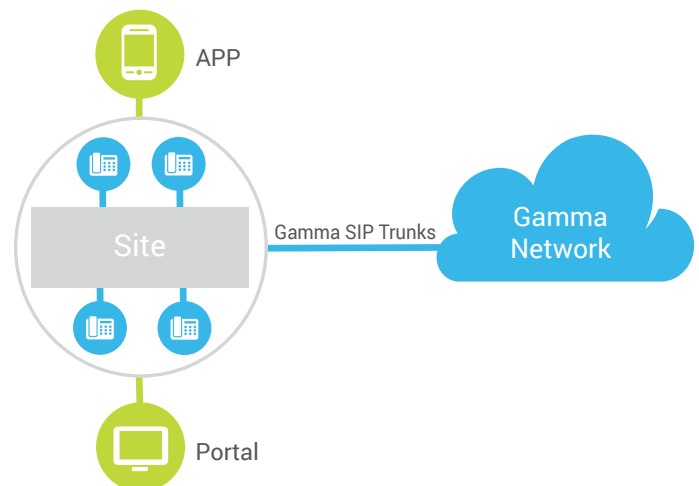 APP
Site
Gamma SIP Trunks
Gamma
Network
Portal